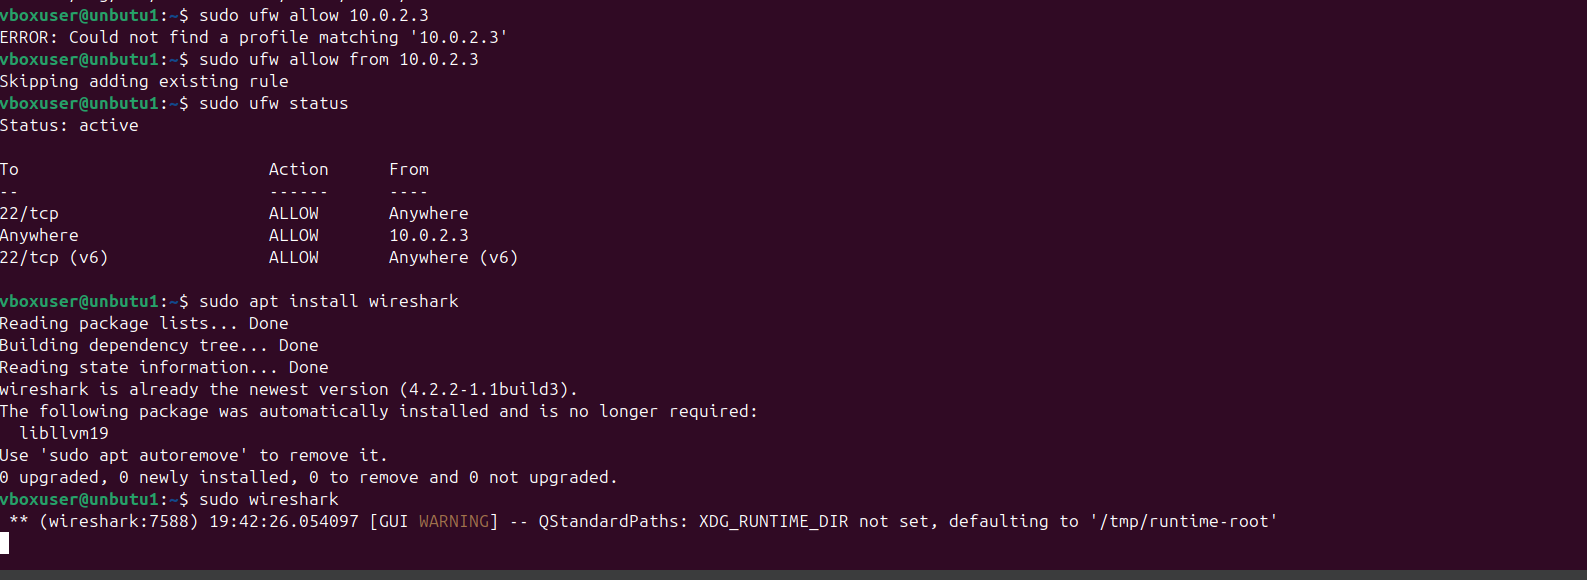 vboxuser@unbutu1:~$ sudo ufw allow 10.0.2.3
ERROR: Could not find a profile matching '10.0.2.3'
vboxuser@unbutu1:~$ sudo ufw allow from 10.0.2.3
Skipping adding existing rule
vboxuser@unbutu1:~$ sudo ufw status
Status: active
To                         Action      From
--                         ------      ----
22/tcp                     ALLOW       Anywhere
Anywhere                   ALLOW       10.0.2.3
22/tcp (v6)                ALLOW       Anywhere (v6)
vboxuser@unbutu1:~$ sudo apt install wireshark
Reading package lists... Done
Building dependency tree... Done
Reading state information... Done
wireshark is already the newest version (4.2.2-1.1build3).
The following package was automatically installed and is no longer required:
  libllvm19
Use 'sudo apt autoremove' to remove it.
0 upgraded, 0 newly installed, 0 to remove and 0 not upgraded.
vboxuser@unbutu1:~$ sudo wireshark
 ** (wireshark:7588) 19:42:26.054097 [GUI WARNING] -- QStandardPaths: XDG_RUNTIME_DIR not set, defaulting to '/tmp/runtime-root'